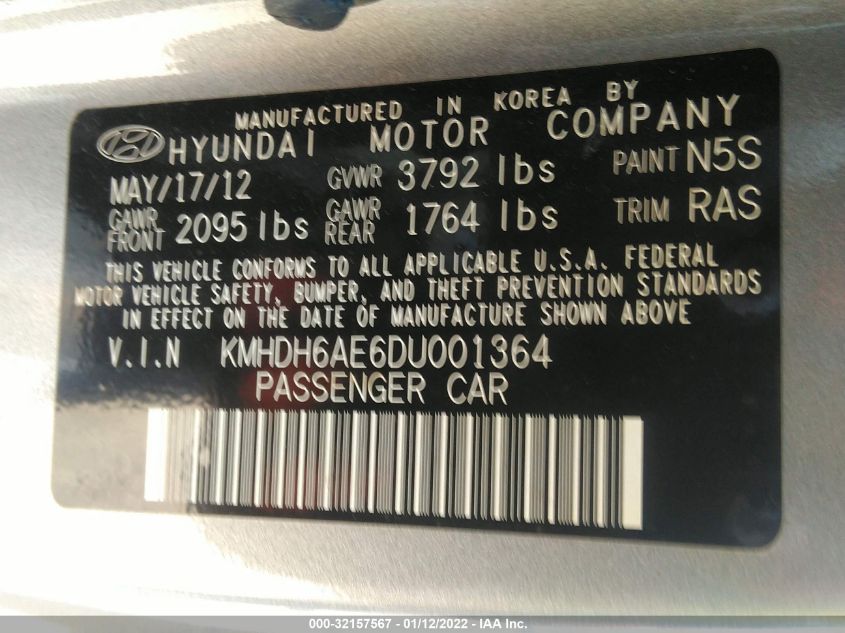 MANUFACTURED IN KOREA BY
HYUNDAI MOTOR COMPANY
MAY/17/12 GVWR 3792 lbs PAINT N5S
GAWR FRONT 2095 lbs GAWR REAR 1764 lbs TRIM RAS
THIS VEHICLE CONFORMS TO ALL APPLICABLE U.S.A. FEDERAL
MOTOR VEHICLE SAFETY, BUMPER, AND THEFT PREVENTION STANDARDS
IN EFFECT ON THE DATE OF MANUFACTURE SHOWN ABOVE
V.I.N KMHDH6AE6DU001364
PASSENGER CAR
000-32157567 - 01/12/2022 - IAA Inc.